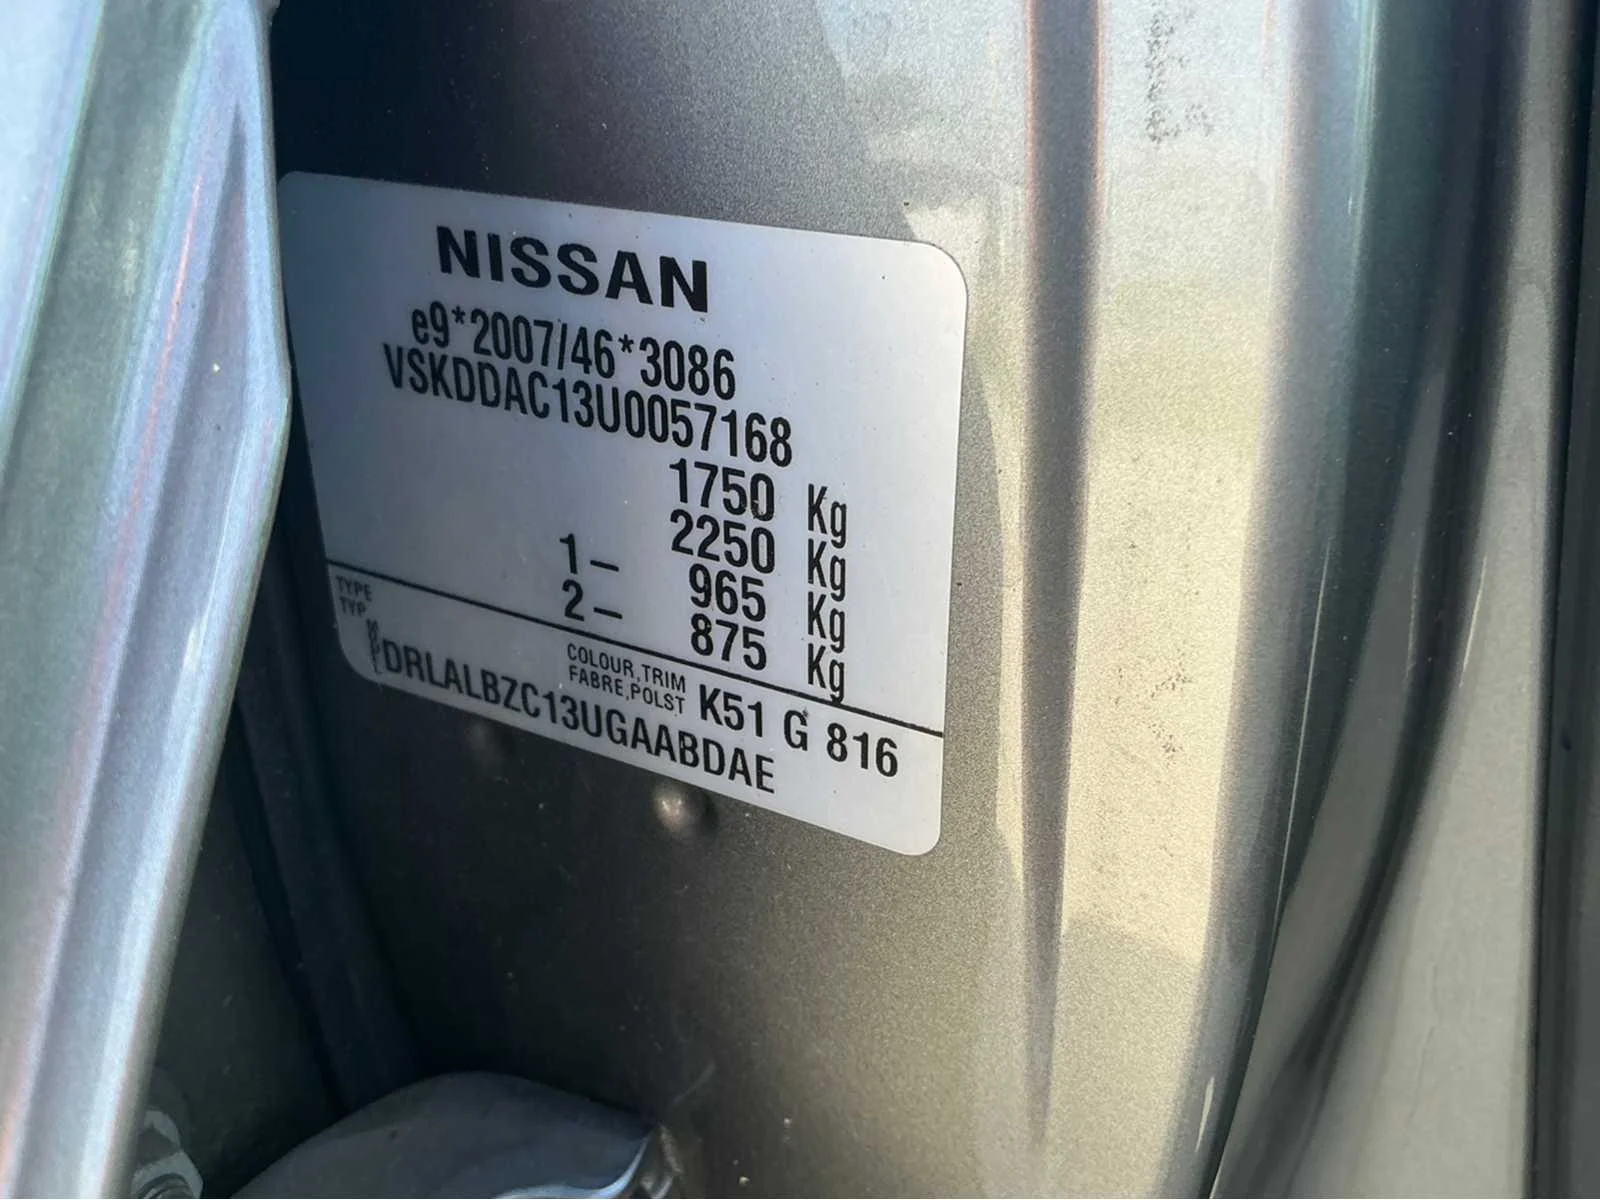 NISSAN
e9*2007/46*3086
VSKDDAC13U0057168
1750 Kg
2250 Kg
1– 965 Kg
2– 875 Kg
TYPE
TYP
COLOUR,TRIM
FABRE,POLST
K51 G 816
DRLALBZC13UGAABDAE